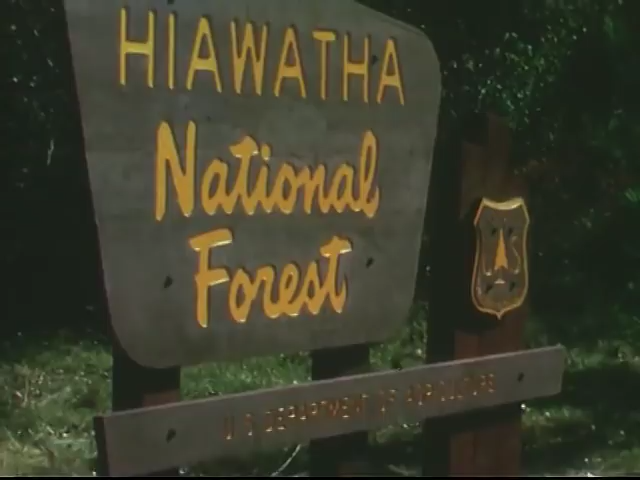 HIAWATHA
National
Forest
U S DEPARTMENT OF AGRICULTURE